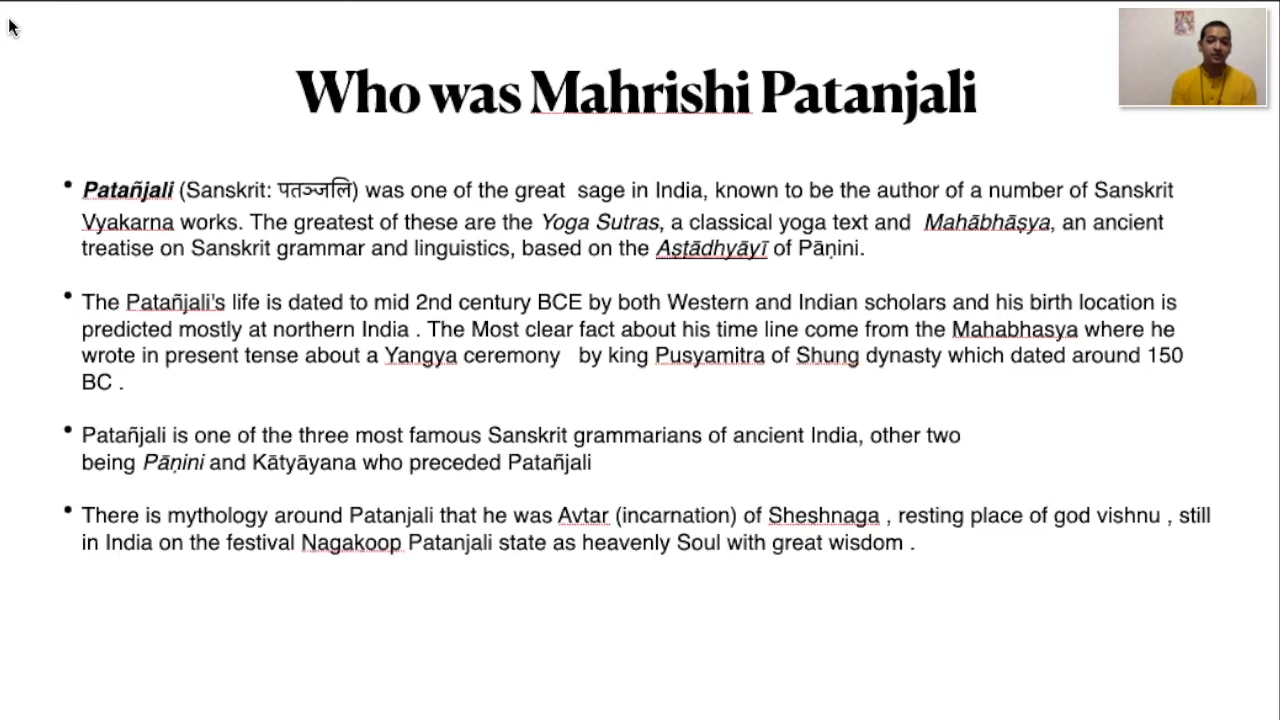 Who was Mahrishi Patanjali
• Patañjali (Sanskrit: पतञ्जलि) was one of the great  sage in India, known to be the author of a number of Sanskrit
Vyakarna works. The greatest of these are the Yoga Sutras, a classical yoga text and  Mahābhāṣya, an ancient
treatise on Sanskrit grammar and linguistics, based on the Aṣṭādhyāyī of Pāṇini.
• The Patañjali's life is dated to mid 2nd century BCE by both Western and Indian scholars and his birth location is
predicted mostly at northern India . The Most clear fact about his time line come from the Mahabhasya where he
wrote in present tense about a Yangya ceremony   by king Pusyamitra of Shung dynasty which dated around 150
BC .
• Patañjali is one of the three most famous Sanskrit grammarians of ancient India, other two
being Pāṇini and Kātyāyana who preceded Patañjali
• There is mythology around Patanjali that he was Avtar (incarnation) of Sheshnaga , resting place of god vishnu , still
in India on the festival Nagakoop Patanjali state as heavenly Soul with great wisdom .